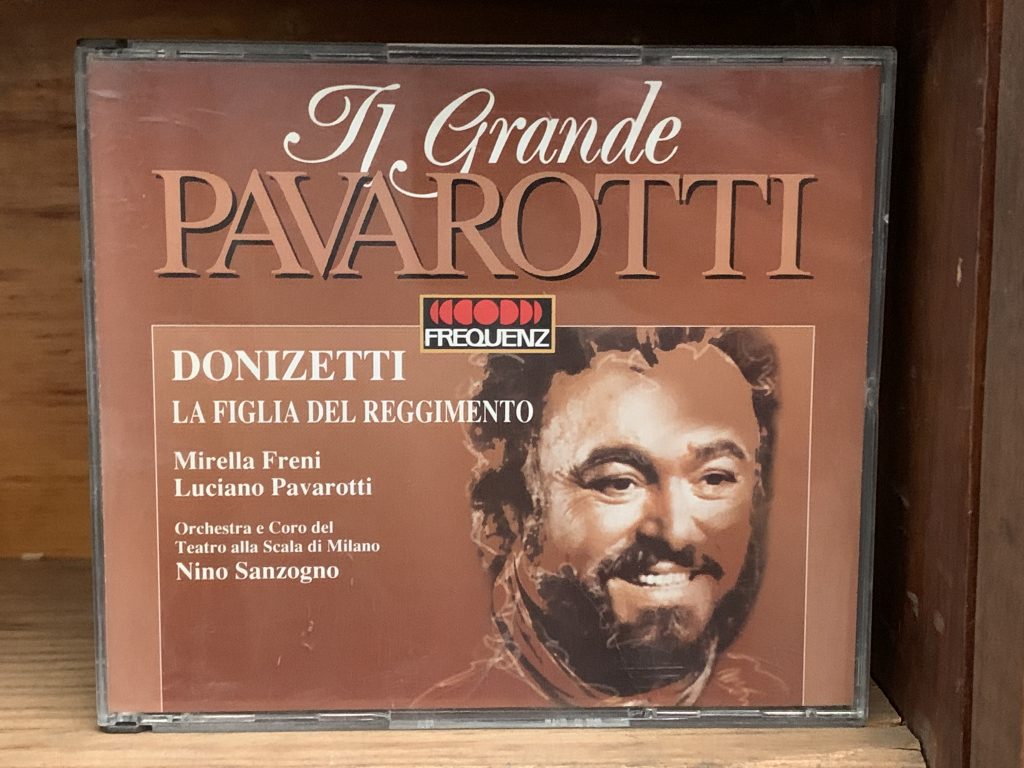 Il Grande
PAVAROTTI
FREQUENZ
DONIZETTI
LA FIGLIA DEL REGGIMENTO
Mirella Freni
Luciano Pavarotti
Orchestra e Coro del
Teatro alla Scala di Milano
Nino Sanzogno